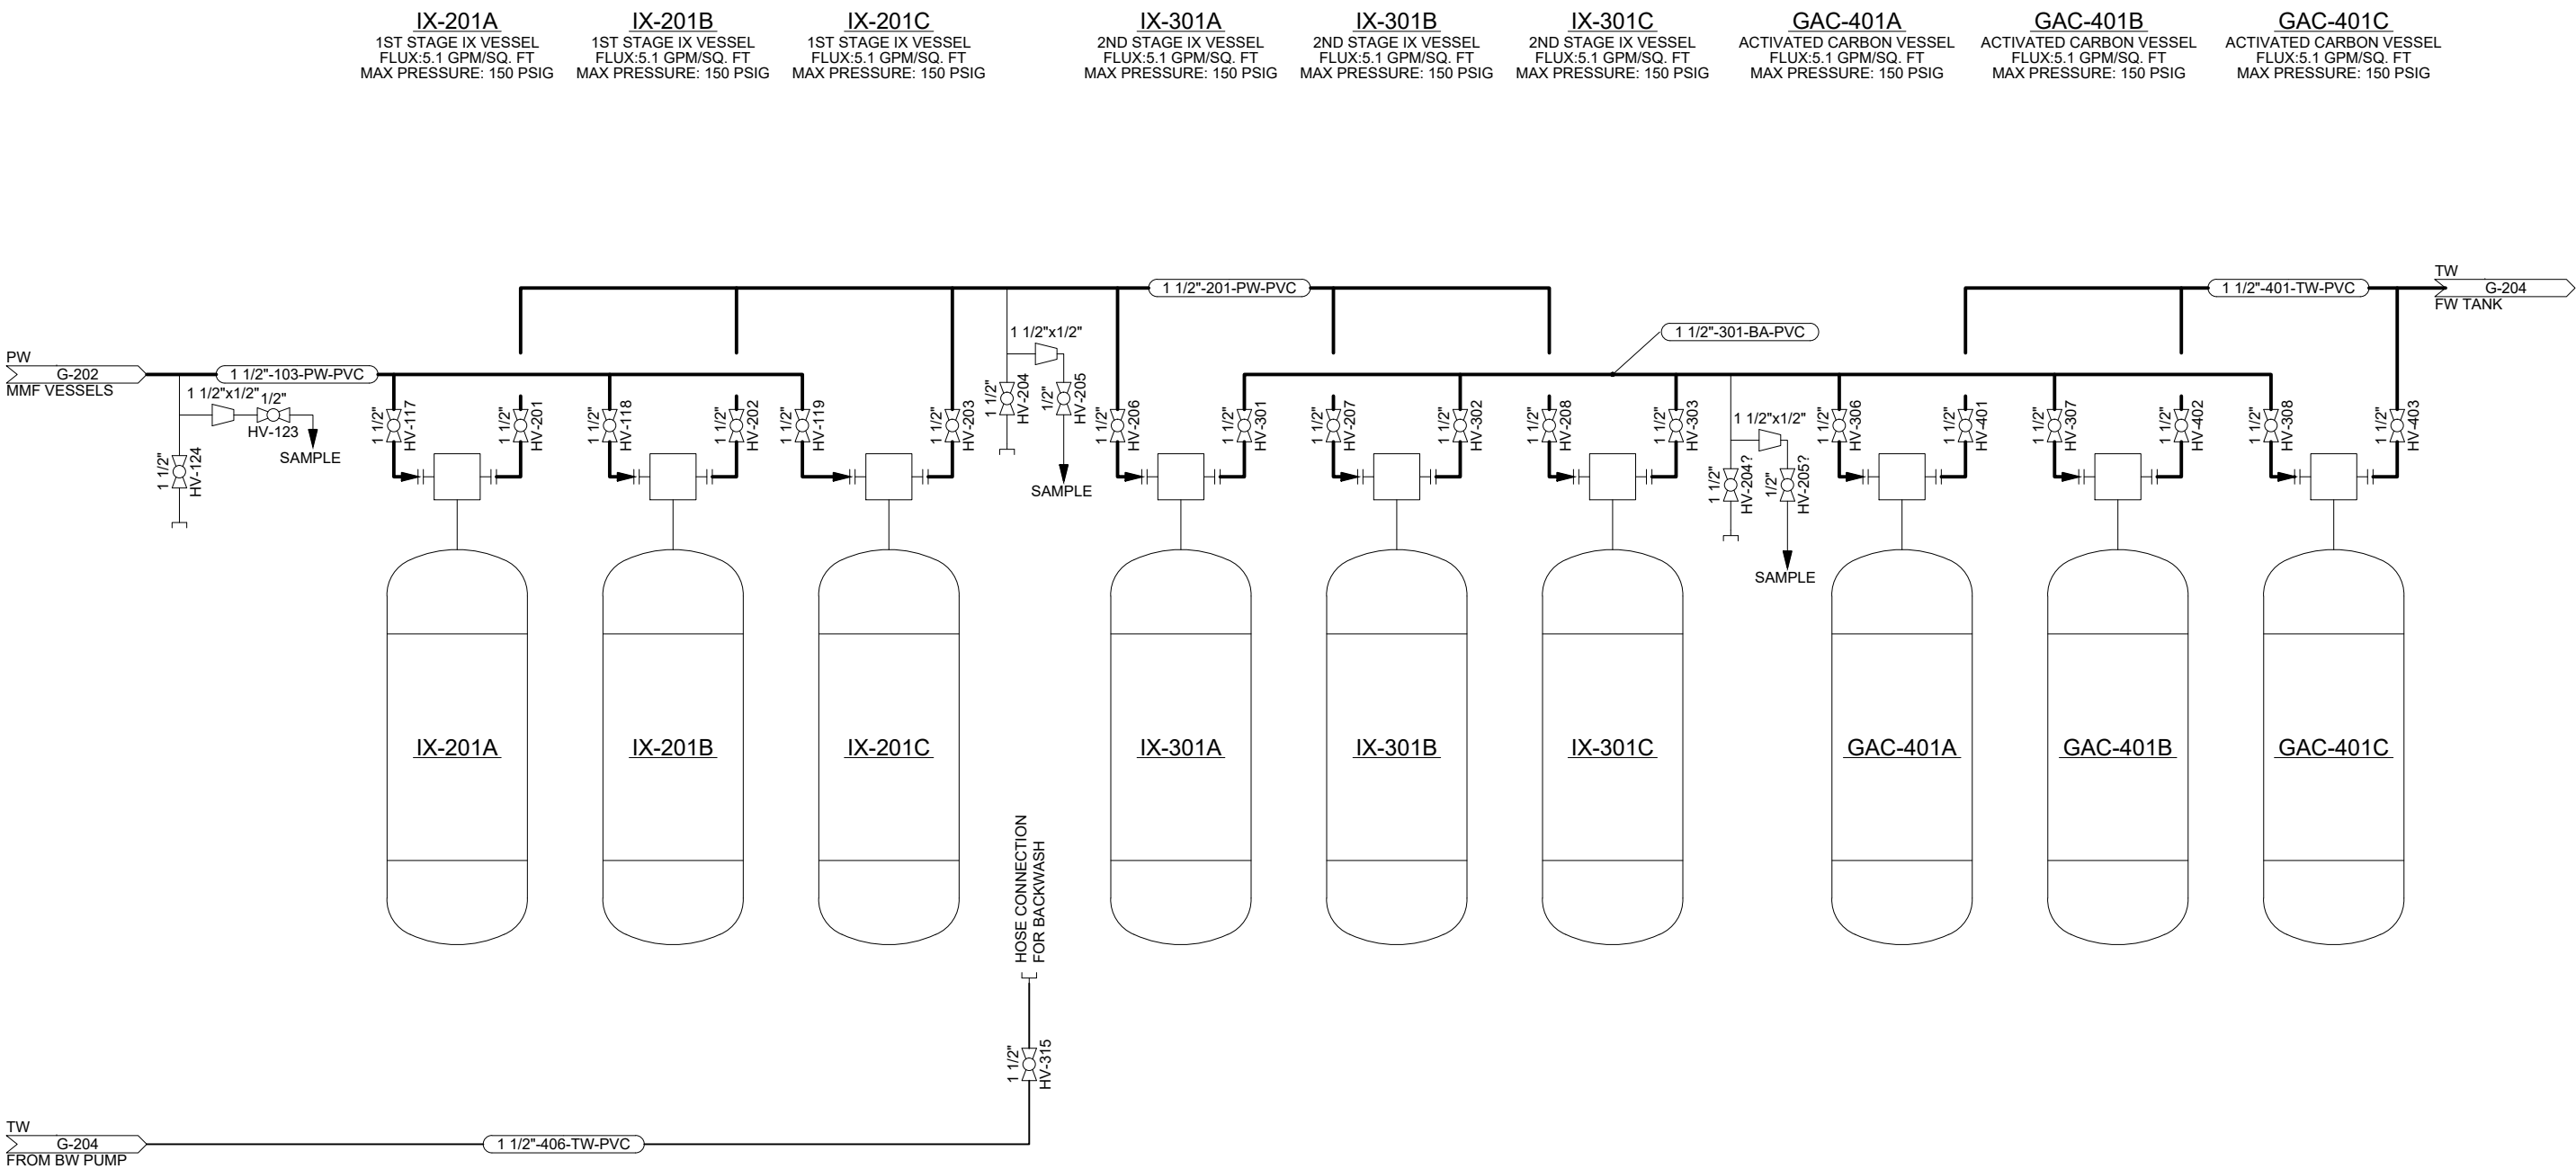 IX-201A
1ST STAGE IX VESSEL
FLUX:5.1 GPM/SQ. FT
MAX PRESSURE: 150 PSIG
IX-201B
1ST STAGE IX VESSEL
FLUX:5.1 GPM/SQ. FT
MAX PRESSURE: 150 PSIG
IX-201C
1ST STAGE IX VESSEL
FLUX:5.1 GPM/SQ. FT
MAX PRESSURE: 150 PSIG
IX-301A
2ND STAGE IX VESSEL
FLUX:5.1 GPM/SQ. FT
MAX PRESSURE: 150 PSIG
IX-301B
2ND STAGE IX VESSEL
FLUX:5.1 GPM/SQ. FT
MAX PRESSURE: 150 PSIG
IX-301C
2ND STAGE IX VESSEL
FLUX:5.1 GPM/SQ. FT
MAX PRESSURE: 150 PSIG
GAC-401A
ACTIVATED CARBON VESSEL
FLUX:5.1 GPM/SQ. FT
MAX PRESSURE: 150 PSIG
GAC-401B
ACTIVATED CARBON VESSEL
FLUX:5.1 GPM/SQ. FT
MAX PRESSURE: 150 PSIG
GAC-401C
ACTIVATED CARBON VESSEL
FLUX:5.1 GPM/SQ. FT
MAX PRESSURE: 150 PSIG
1 1/2"-201-PW-PVC
1 1/2"-401-TW-PVC
TW
G-204
FW TANK
1 1/2"-301-BA-PVC
PW
G-202
MMF VESSELS
1 1/2"-103-PW-PVC
1 1/2"x1/2"
1/2"
HV-123
SAMPLE
1 1/2"
HV-124
1 1/2"
HV-117
1 1/2"
HV-201
1 1/2"
HV-118
1 1/2"
HV-202
1 1/2"
HV-119
1 1/2"
HV-203
1 1/2"x1/2"
1 1/2"
HV-204
1/2"
HV-205
SAMPLE
1 1/2"
HV-206
1 1/2"
HV-301
1 1/2"
HV-207
1 1/2"
HV-302
1 1/2"
HV-208
1 1/2"
HV-303
1 1/2"x1/2"
1 1/2"
HV-204?
1/2"
HV-205?
SAMPLE
1 1/2"
HV-306
1 1/2"
HV-401
1 1/2"
HV-307
1 1/2"
HV-402
1 1/2"
HV-308
1 1/2"
HV-403
IX-201A
IX-201B
IX-201C
IX-301A
IX-301B
IX-301C
GAC-401A
GAC-401B
GAC-401C
HOSE CONNECTION
FOR BACKWASH
1 1/2"
HV-315
TW
G-204
FROM BW PUMP
1 1/2"-406-TW-PVC